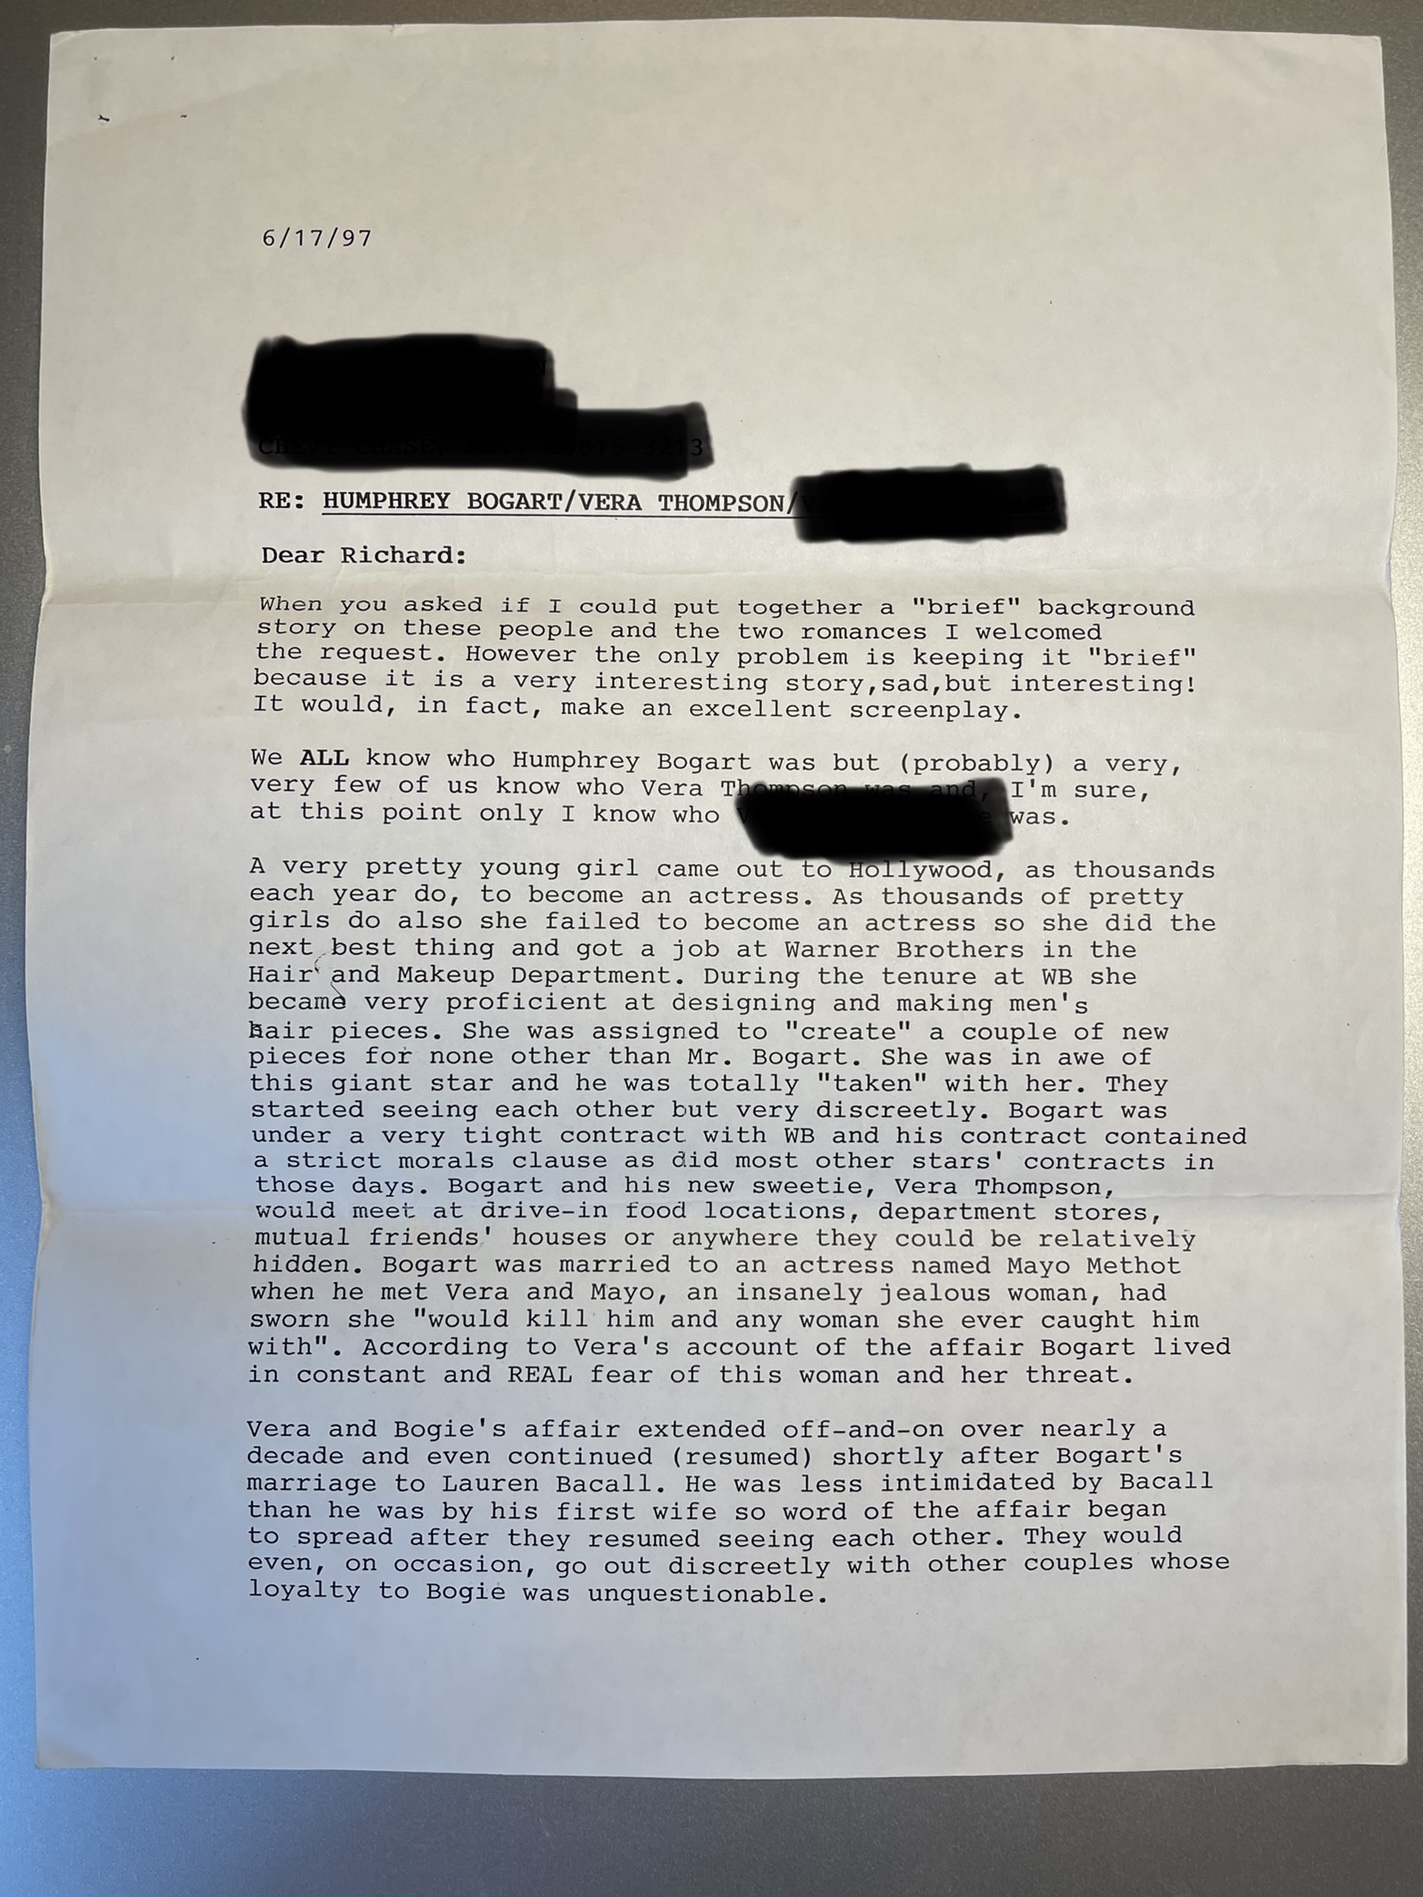 6/17/97
RE: HUMPHREY BOGART/VERA THOMPSON/
Dear Richard:
When you asked if I could put together a "brief" background
story on these people and the two romances I welcomed
the request. However the only problem is keeping it "brief"
because it is a very interesting story,sad,but interesting!
It would, in fact, make an excellent screenplay.
We ALL know who Humphrey Bogart was but (probably) a very,
very few of us know who Vera Thompson was and, I'm sure,
at this point only I know who was.
A very pretty young girl came out to Hollywood, as thousands
each year do, to become an actress. As thousands of pretty
girls do also she failed to become an actress so she did the
next best thing and got a job at Warner Brothers in the
Hair and Makeup Department. During the tenure at WB she
became very proficient at designing and making men's
hair pieces. She was assigned to "create" a couple of new
pieces for none other than Mr. Bogart. She was in awe of
this giant star and he was totally "taken" with her. They
started seeing each other but very discreetly. Bogart was
under a very tight contract with WB and his contract contained
a strict morals clause as did most other stars' contracts in
those days. Bogart and his new sweetie, Vera Thompson,
would meet at drive-in food locations, department stores,
mutual friends' houses or anywhere they could be relatively
hidden. Bogart was married to an actress named Mayo Methot
when he met Vera and Mayo, an insanely jealous woman, had
sworn she "would kill him and any woman she ever caught him
with". According to Vera's account of the affair Bogart lived
in constant and REAL fear of this woman and her threat.
Vera and Bogie's affair extended off-and-on over nearly a
decade and even continued (resumed) shortly after Bogart's
marriage to Lauren Bacall. He was less intimidated by Bacall
than he was by his first wife so word of the affair began
to spread after they resumed seeing each other. They would
even, on occasion, go out discreetly with other couples whose
loyalty to Bogie was unquestionable.